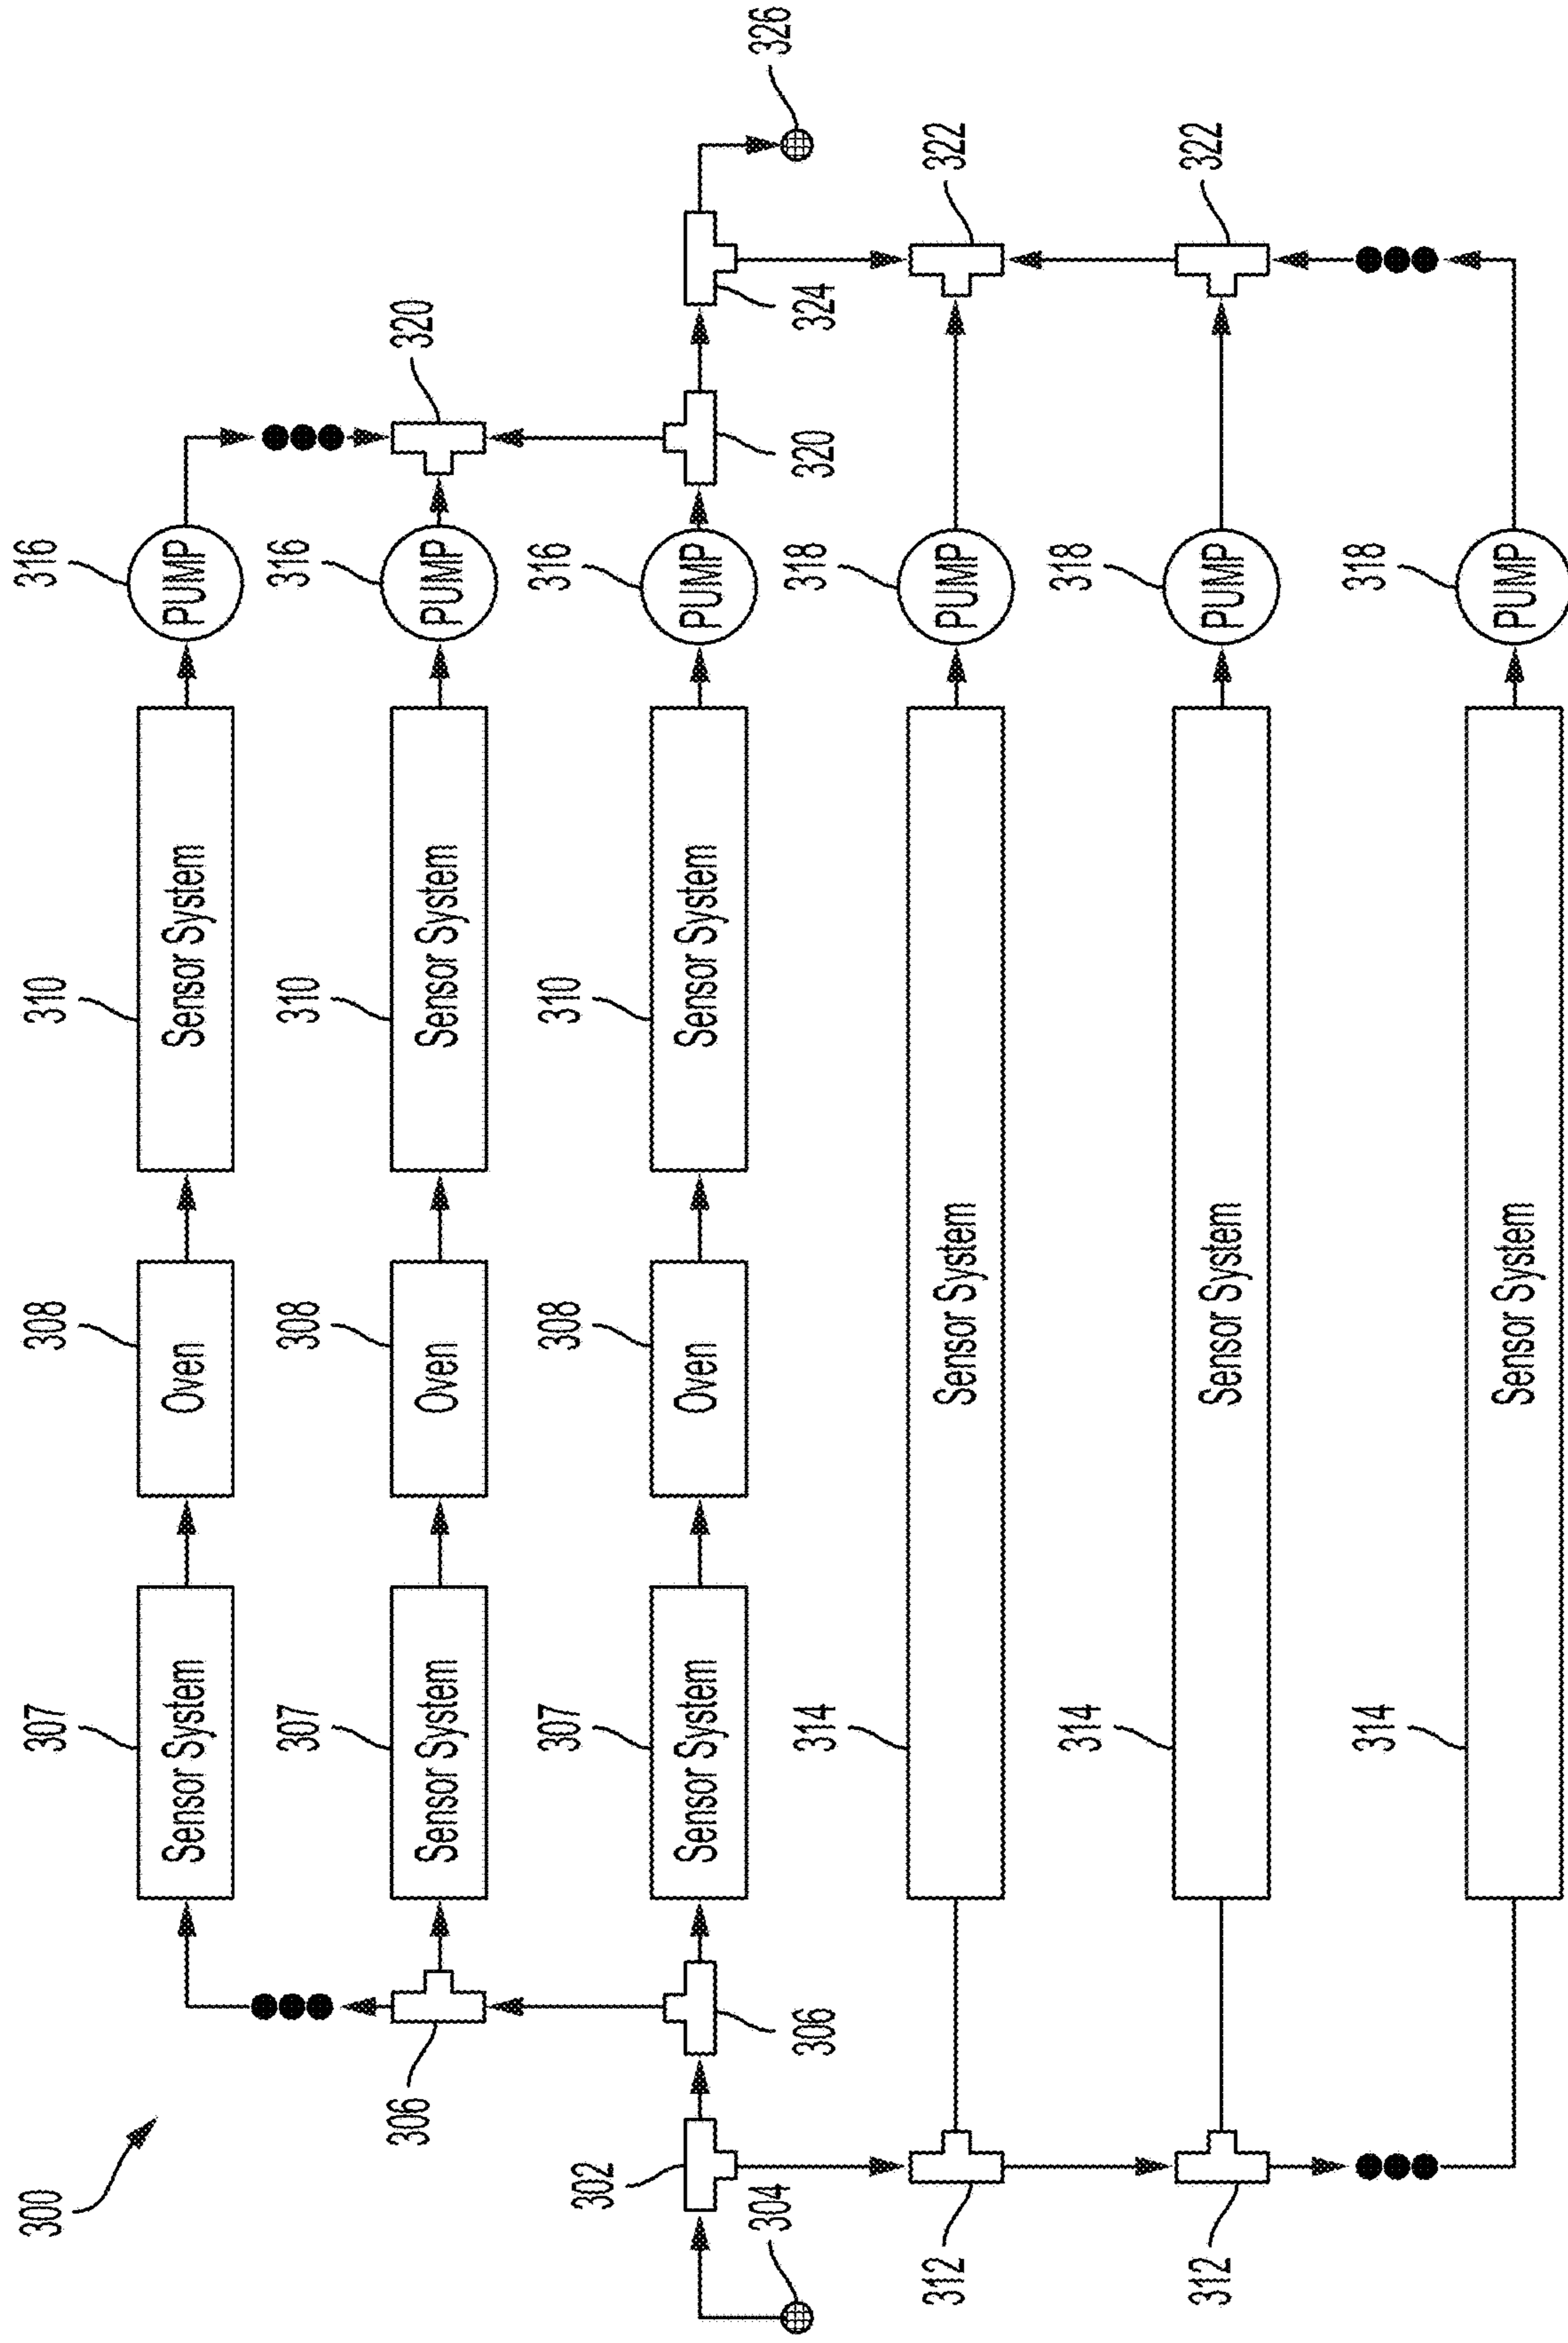 300
307
308
310
316
Sensor System
Oven
Sensor System
PUMP
307
308
310
316
306
320
Sensor System
Oven
Sensor System
PUMP
307
308
310
316
302
Sensor System
Oven
Sensor System
PUMP
304
326
306
314
318
320
324
312
Sensor System
PUMP
322
314
318
312
Sensor System
PUMP
322
314
318
Sensor System
PUMP